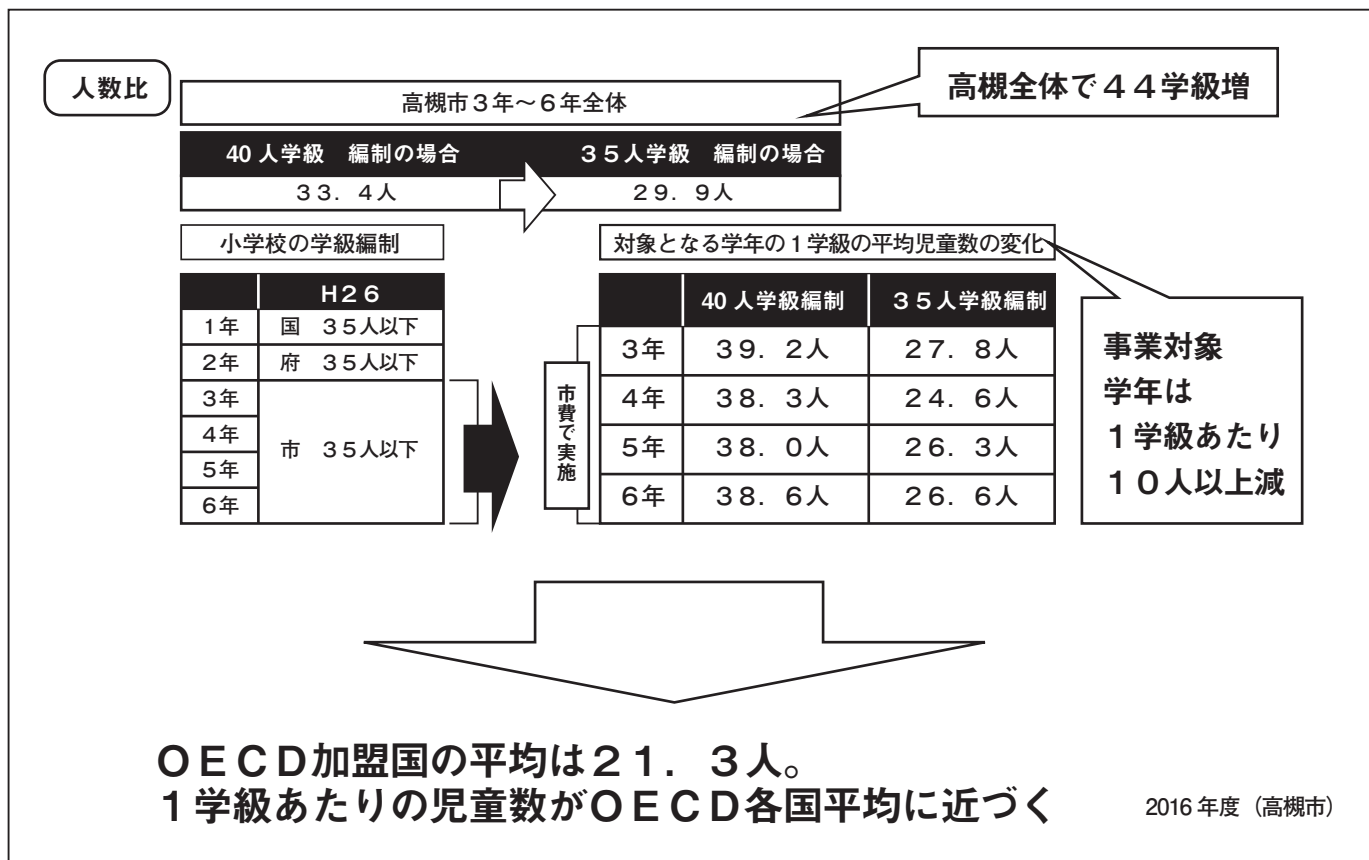 人数比
高槻市3年～6年全体
高槻全体で44学級増
40人学級　編制の場合
35人学級　編制の場合
33．4人
29．9人
小学校の学級編制
H26
1年　国　35人以下
2年　府　35人以下
3年
4年
5年
6年
市　35人以下
市費で実施
対象となる学年の1学級の平均児童数の変化
40人学級編制　35人学級編制
3年　39．2人　27．8人
4年　38．3人　24．6人
5年　38．0人　26．3人
6年　38．6人　26．6人
事業対象
学年は
1学級あたり
10人以上減
OECD加盟国の平均は21．3人。
1学級あたりの児童数がOECD各国平均に近づく
2016年度（高槻市）